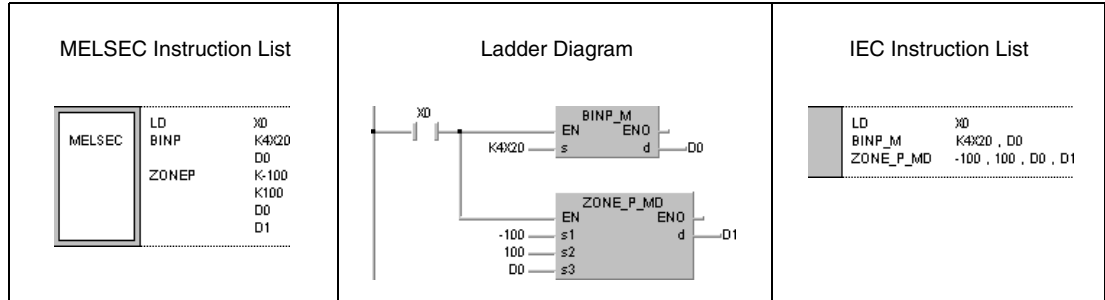 MELSEC Instruction List
MELSEC
LD X0
BINP K4X20
D0
ZONEP K-100
K100
D0
D1
Ladder Diagram
X0
BINP_M
EN ENO
K4X20 s d D0
ZONE_P_MD
EN ENO
-100 s1 d D1
100 s2
D0 s3
IEC Instruction List
LD X0
BINP_M K4X20 , D0
ZONE_P_MD -100 , 100 , D0 , D1